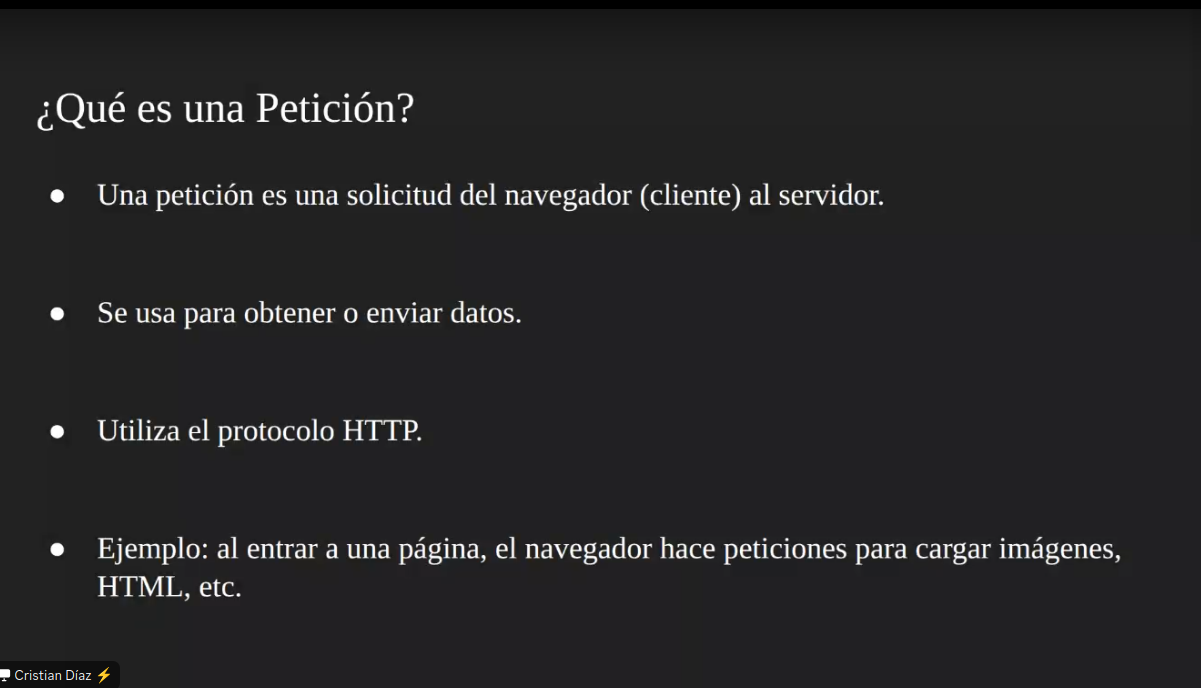 ¿Qué es una Petición?
● Una petición es una solicitud del navegador (cliente) al servidor.
● Se usa para obtener o enviar datos.
● Utiliza el protocolo HTTP.
● Ejemplo: al entrar a una página, el navegador hace peticiones para cargar imágenes,
HTML, etc.
Cristian Díaz ⚡